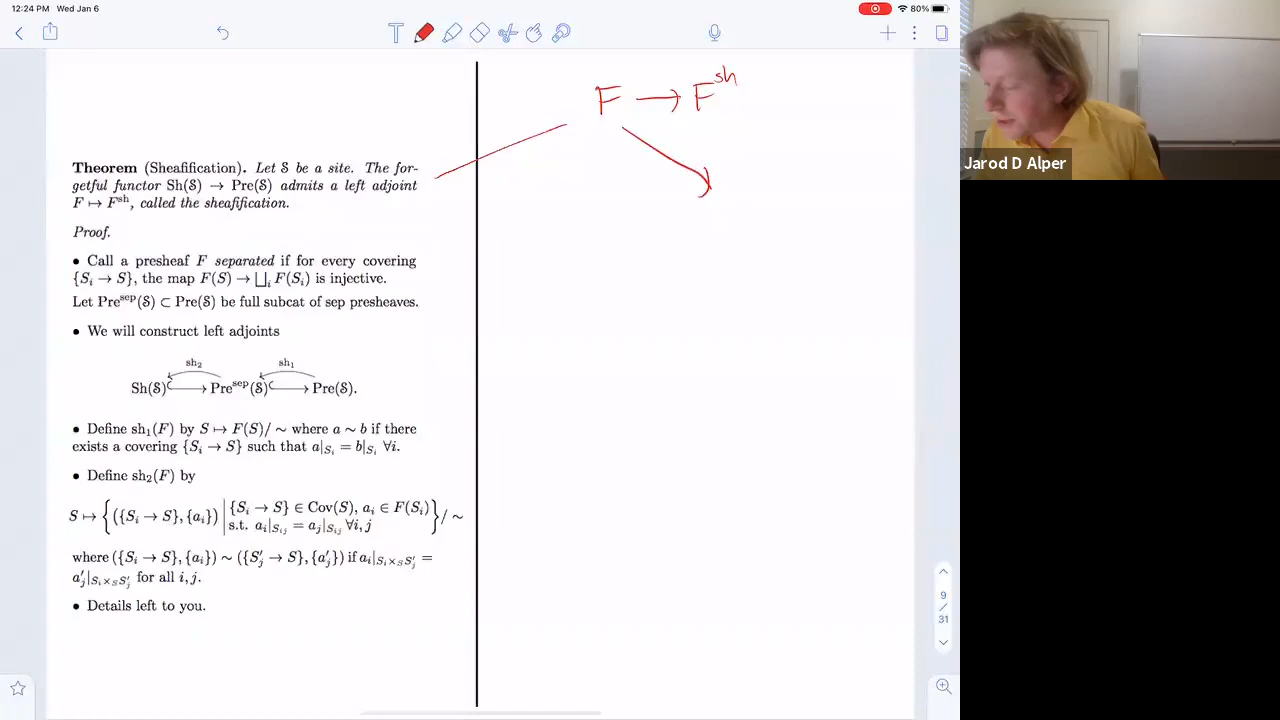 12:24 PM Wed Jan 6
80%
F → F^sh
Theorem (Sheafification). Let 𝒮 be a site. The for-
getful functor Sh(𝒮) → Pre(𝒮) admits a left adjoint
F ↦ F^sh, called the sheafification.
Proof.
• Call a presheaf F separated if for every covering
{S_i → S}, the map F(S) → ∐_i F(S_i) is injective.
Let Pre^sep(𝒮) ⊂ Pre(𝒮) be full subcat of sep presheaves.
• We will construct left adjoints
sh_2 sh_1
Sh(𝒮) ↪ Pre^sep(𝒮) ↪ Pre(𝒮).
• Define sh_1(F) by S ↦ F(S)/ ∼ where a ∼ b if there
exists a covering {S_i → S} such that a|_{S_i} = b|_{S_i} ∀i.
• Define sh_2(F) by
S ↦ { ({S_i → S}, {a_i}) | {S_i → S} ∈ Cov(S), a_i ∈ F(S_i)
s.t. a_i|_{S_ij} = a_j|_{S_ij} ∀i, j } / ∼
where ({S_i → S}, {a_i}) ∼ ({S'_j → S}, {a'_j}) if a_i|_{S_i ×_S S'_j} =
a'_j|_{S_i ×_S S'_j} for all i, j.
• Details left to you.
9
/
31
Jarod D Alper